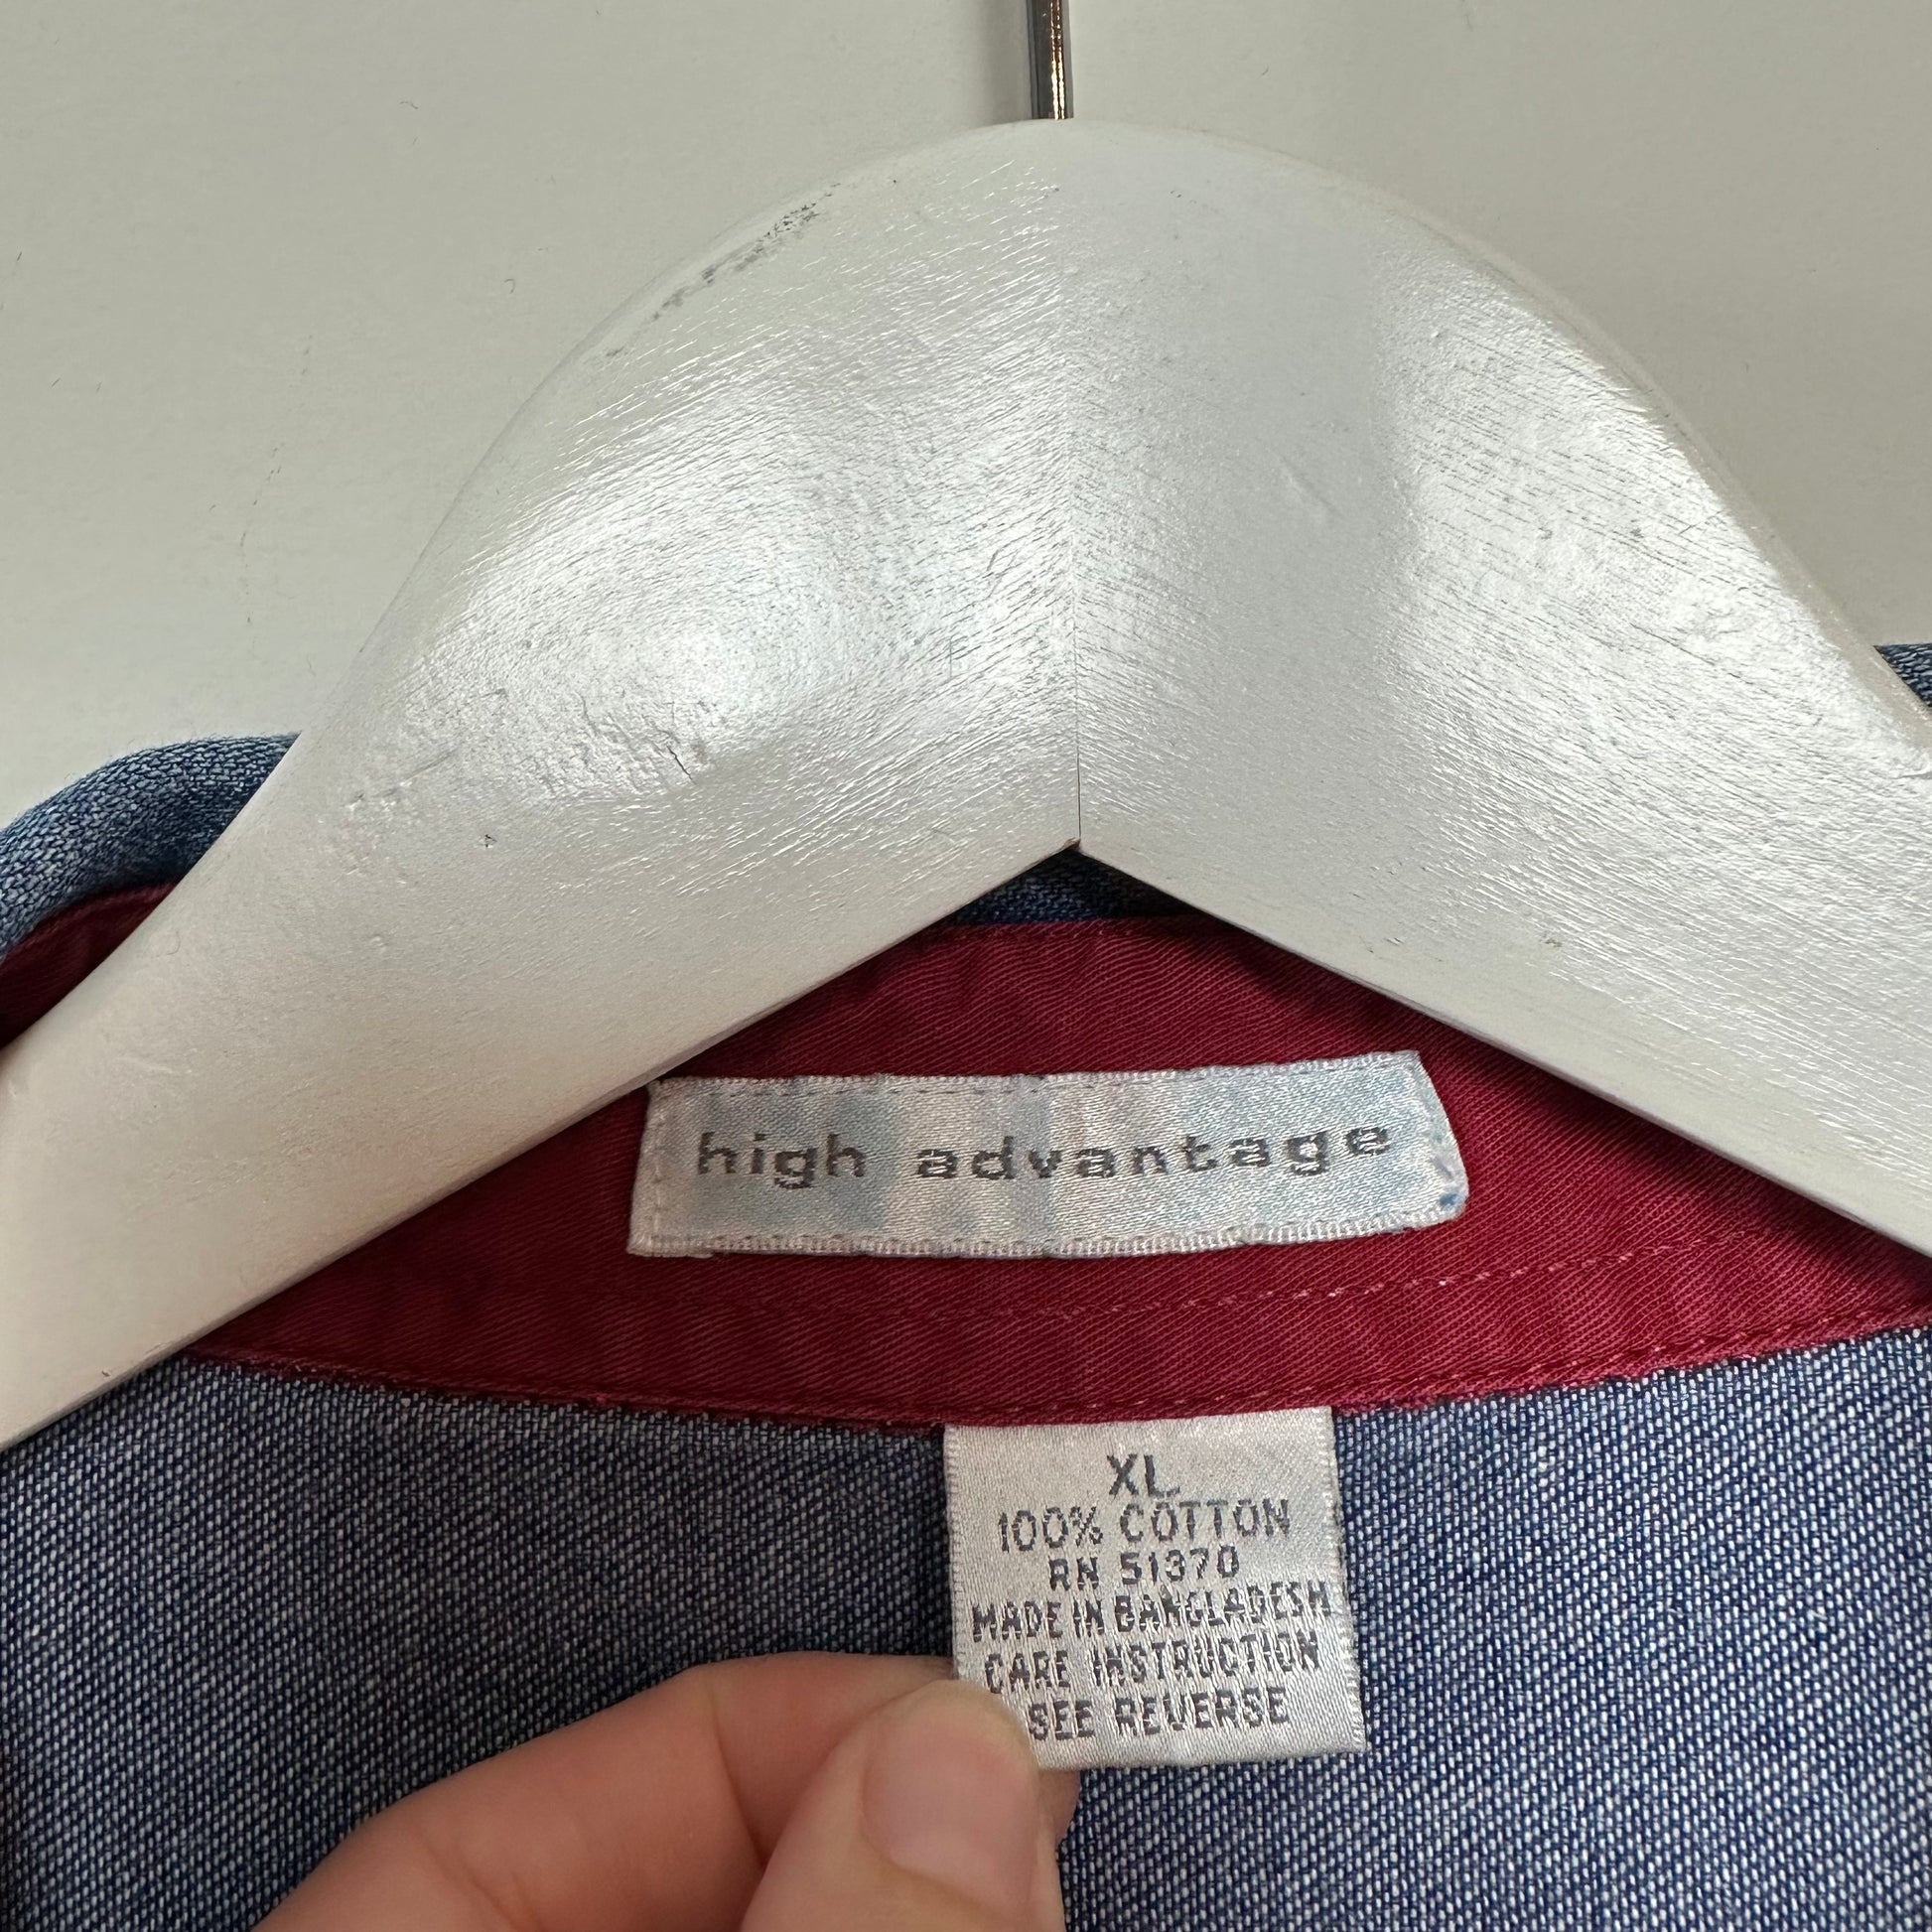 high advantage
XL
100% COTTON
RN 51370
MADE IN BANGLADESH
CARE INSTRUCTION
SEE REVERSE